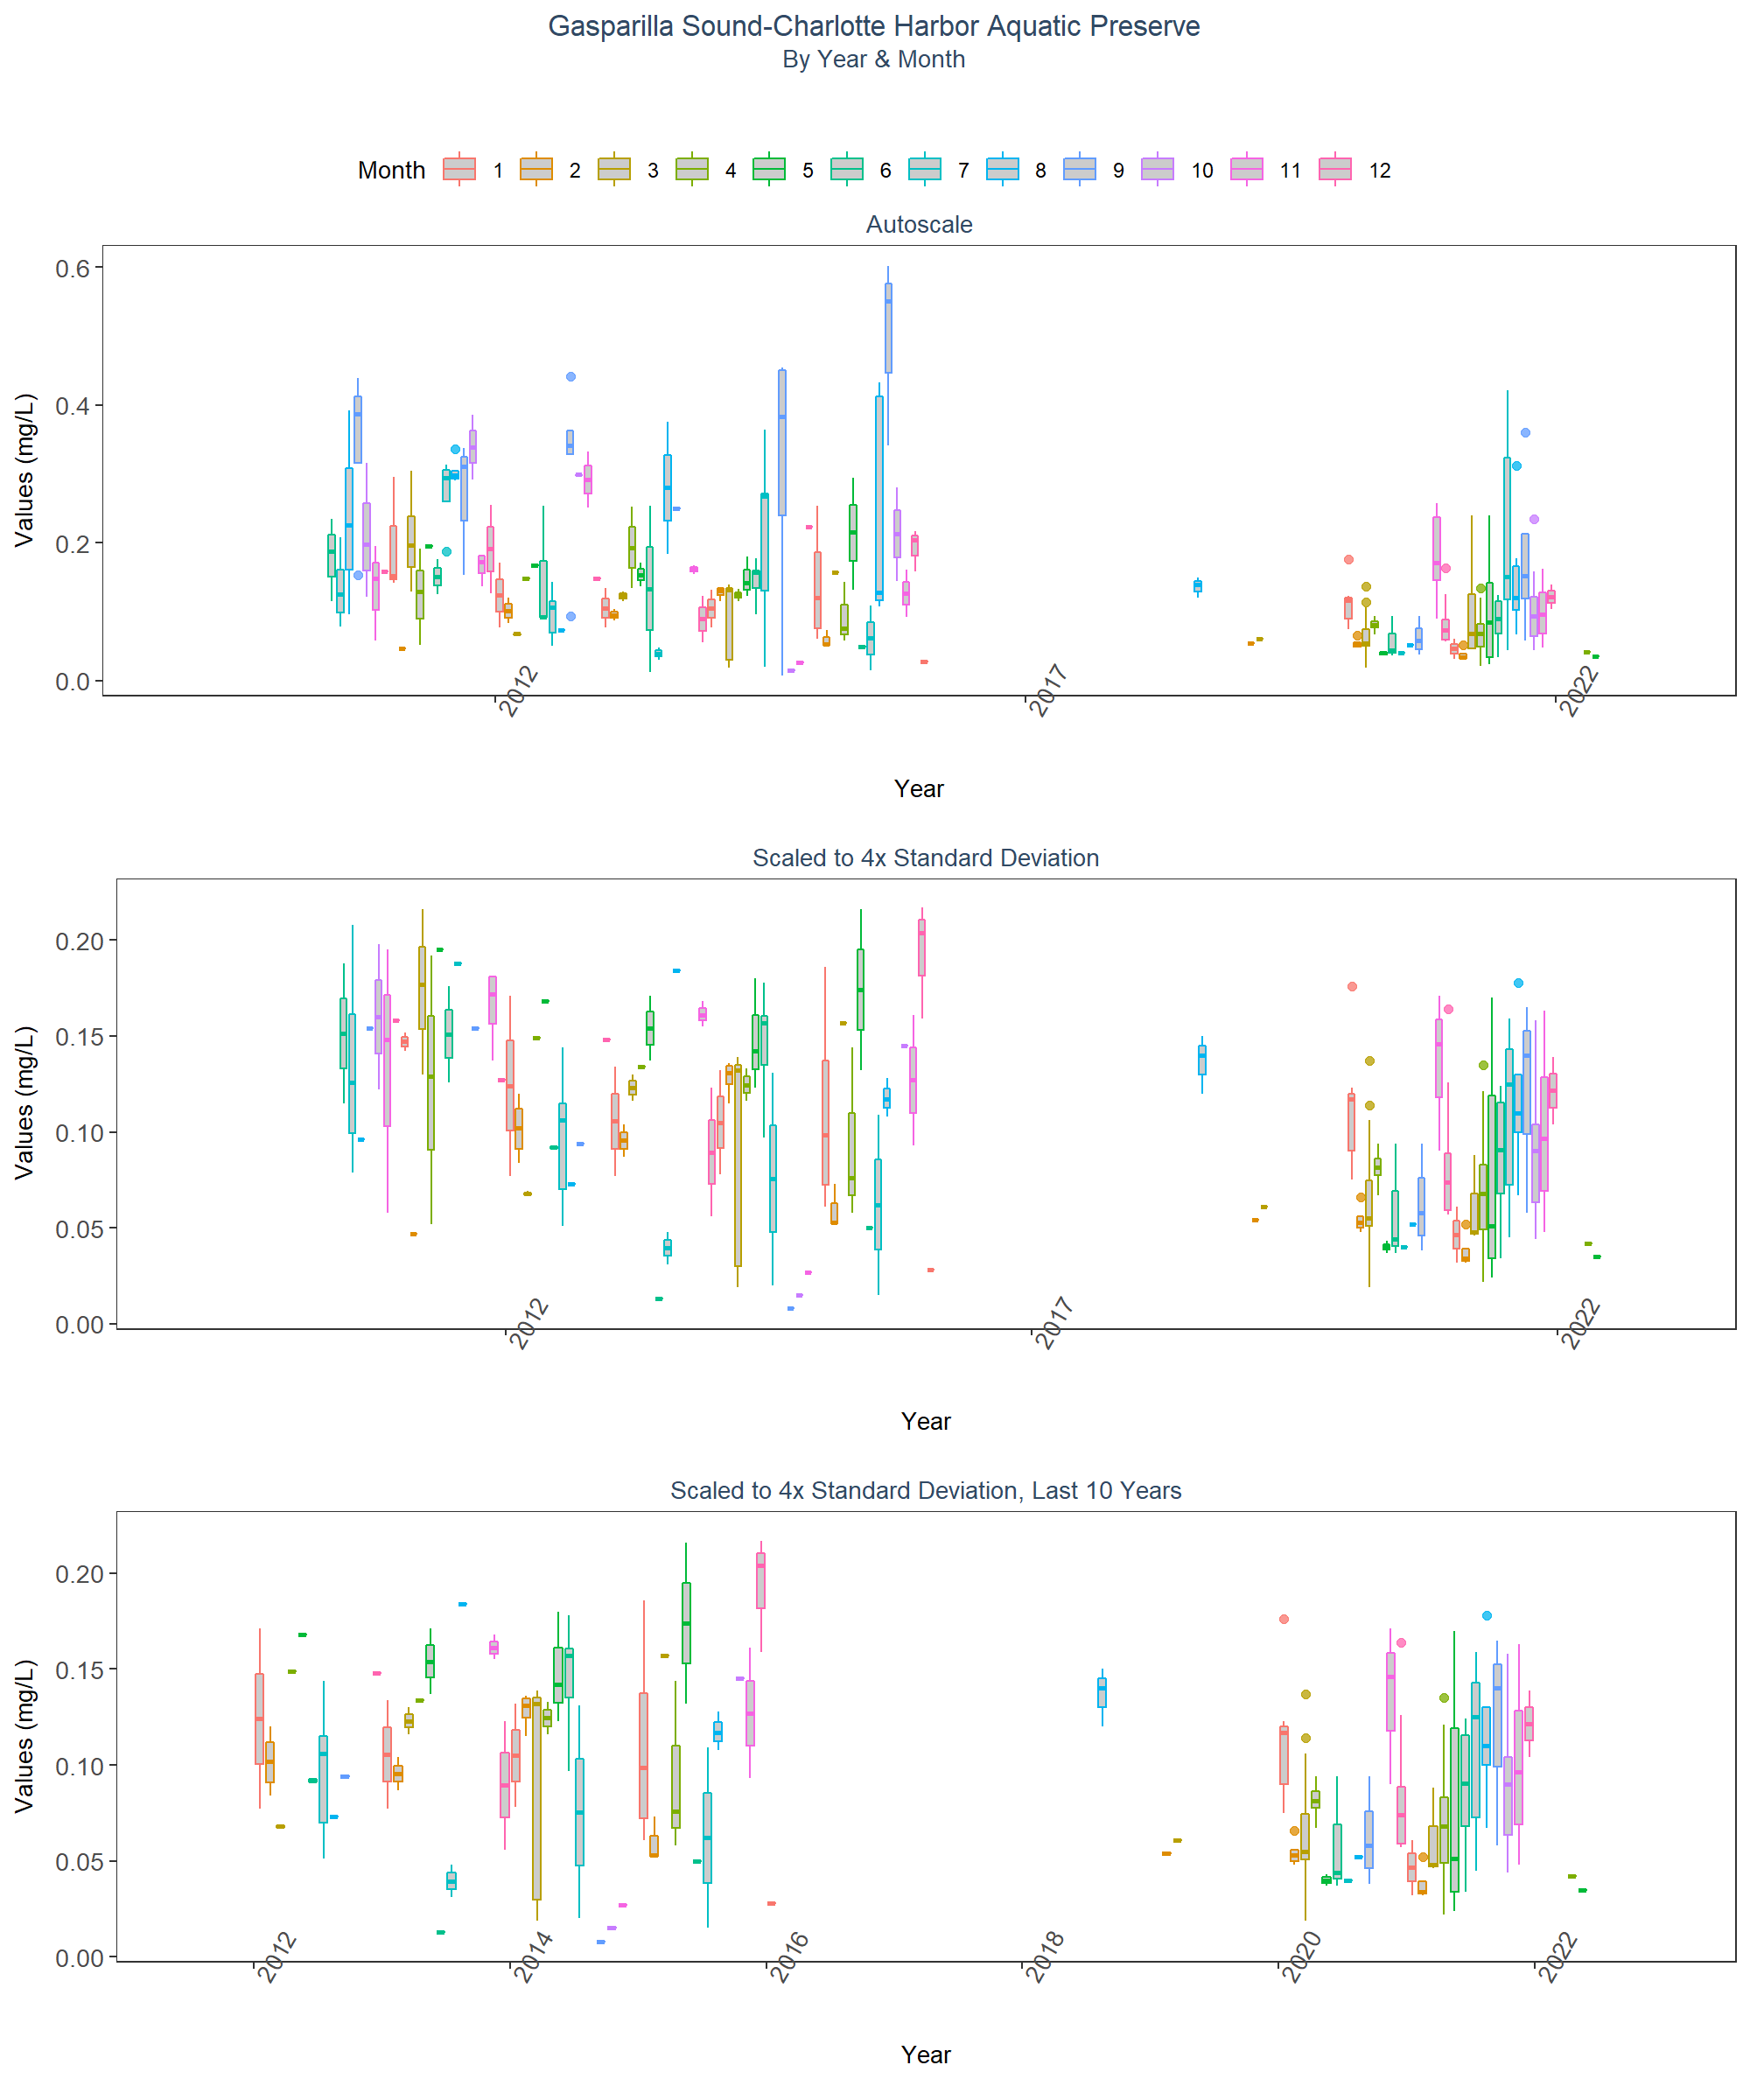 Gasparilla Sound-Charlotte Harbor Aquatic Preserve
By Year & Month
Month 1 2 3 4 5 6 7 8 9 10 11 12
Autoscale
Values (mg/L)
0.6
0.4
0.2
0.0
2012 2017 2022
Year
Scaled to 4x Standard Deviation
Values (mg/L)
0.20
0.15
0.10
0.05
0.00
2012 2017 2022
Year
Scaled to 4x Standard Deviation, Last 10 Years
Values (mg/L)
0.20
0.15
0.10
0.05
0.00
2012 2014 2016 2018 2020 2022
Year